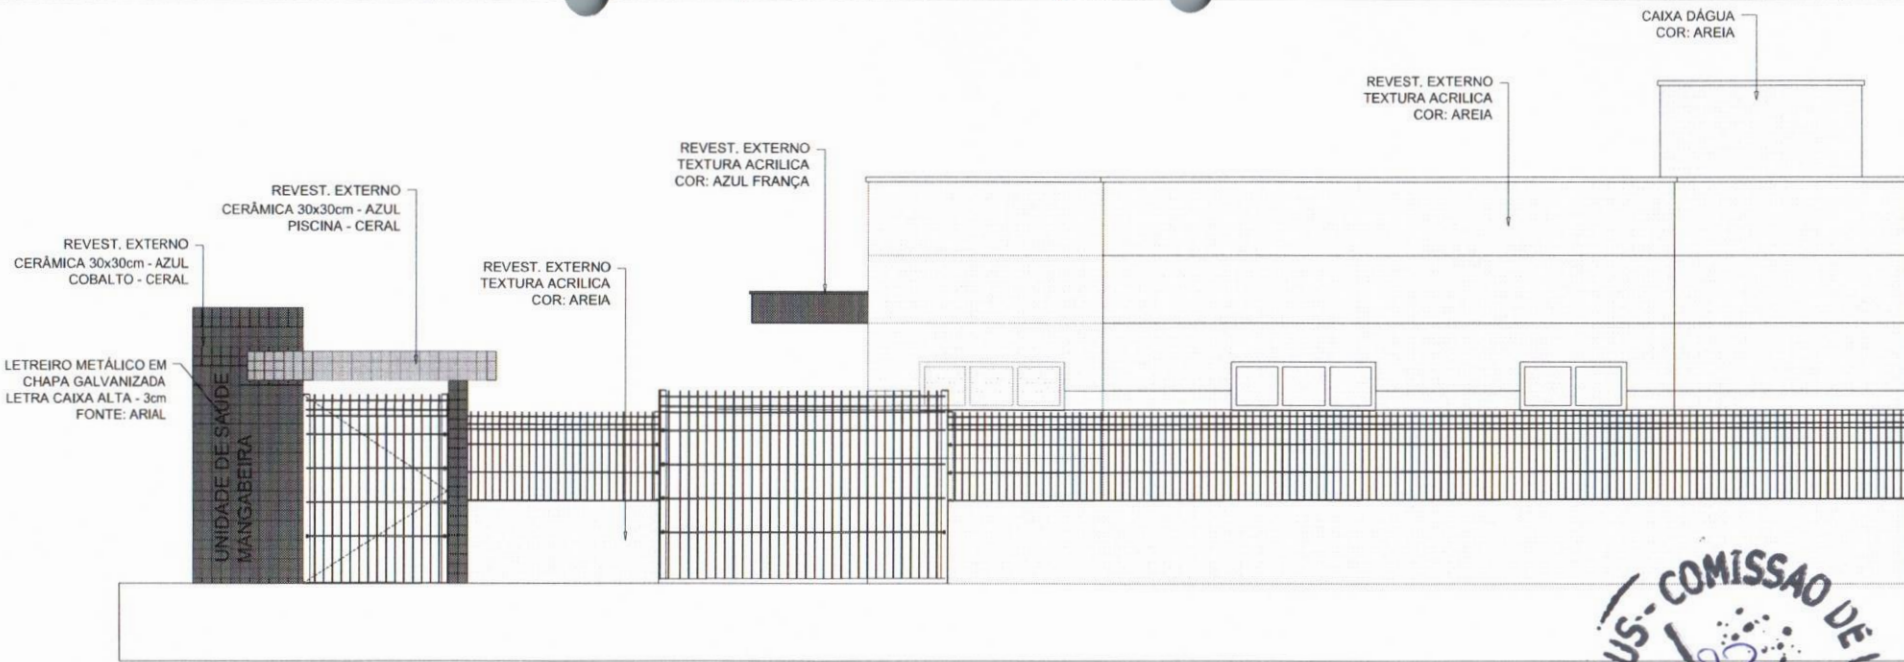 CAIXA DÁGUA
COR: AREIA
REVEST. EXTERNO
TEXTURA ACRILICA
COR: AREIA
REVEST. EXTERNO
TEXTURA ACRILICA
COR: AZUL FRANÇA
REVEST. EXTERNO
CERÂMICA 30x30cm - AZUL
PISCINA - CERAL
REVEST. EXTERNO
CERÂMICA 30x30cm - AZUL
COBALTO - CERAL
REVEST. EXTERNO
TEXTURA ACRILICA
COR: AREIA
LETREIRO METÁLICO EM
CHAPA GALVANIZADA
LETRA CAIXA ALTA - 3cm
FONTE: ARIAL
UNIDADE DE SAÚDE
MANGABEIRA
US - COMISSAO DE